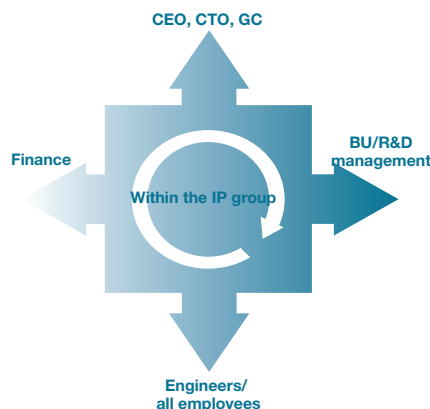 CEO, CTO, GC
Finance
BU/R&D
management
Within the IP group
Engineers/
all employees